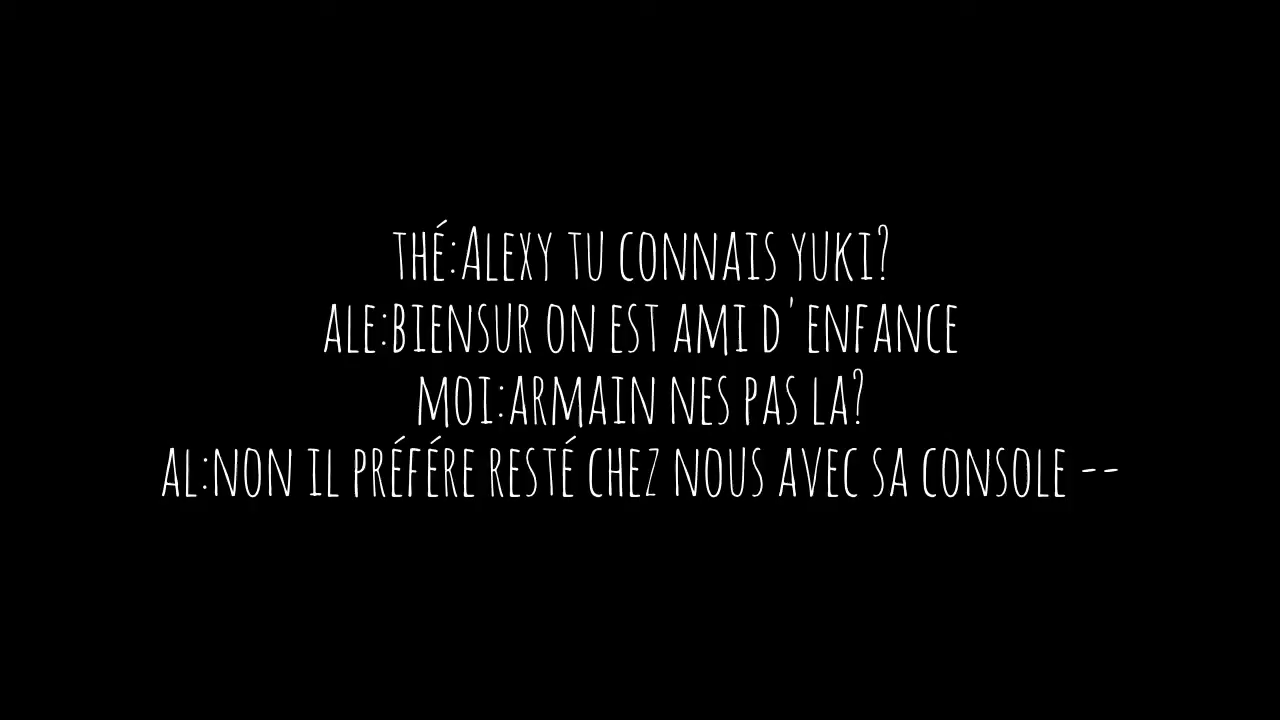 thé:Alexy tu connais yuki?
ale:biensur on est ami d'enfance
moi:armain nes pas la?
al:non il préfére resté chez nous avec sa console --